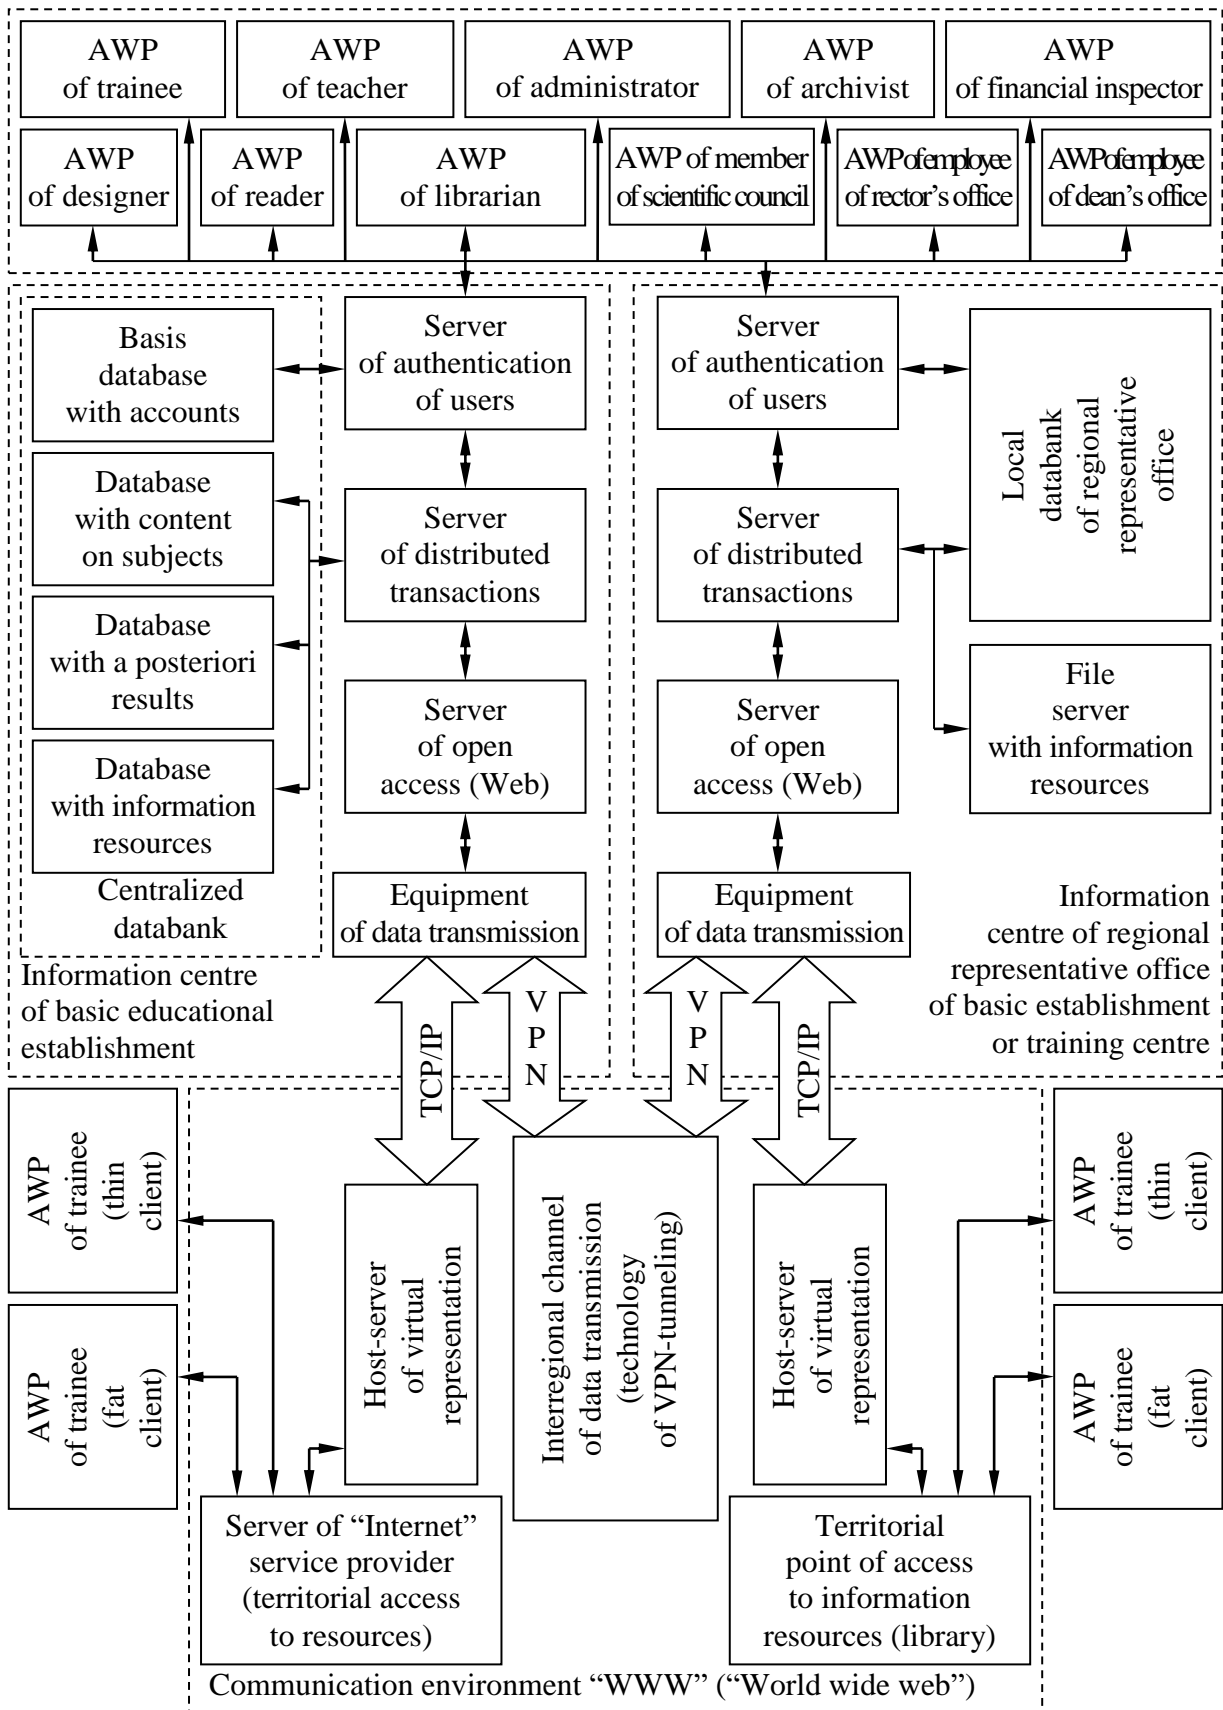 AWP
of trainee
AWP
of teacher
AWP
of administrator
AWP
of archivist
AWP
of financial inspector
AWP
of designer
AWP
of reader
AWP
of librarian
AWP of member
of scientific council
AWP of employee
of rector's office
AWP of employee
of dean's office
Basis
database
with accounts
Database
with content
on subjects
Database
with a posteriori
results
Database
with information
resources
Centralized
databank
Information centre
of basic educational
establishment
Server
of authentication
of users
Server
of distributed
transactions
Server
of open
access (Web)
Equipment
of data transmission
Server
of authentication
of users
Server
of distributed
transactions
Server
of open
access (Web)
Equipment
of data transmission
Local
databank
of regional
representative
office
File
server
with information
resources
Information
centre of regional
representative office
of basic establishment
or training centre
TCP/IP
VPN
VPN
TCP/IP
AWP
of trainee
(thin
client)
AWP
of trainee
(fat
client)
Host-server
of virtual
representation
Interregional channel
of data transmission
(technology
of VPN-tunneling)
Host-server
of virtual
representation
AWP
of trainee
(thin
client)
AWP
of trainee
(fat
client)
Server of “Internet”
service provider
(territorial access
to resources)
Territorial
point of access
to information
resources (library)
Communication environment “WWW” (“World wide web”)